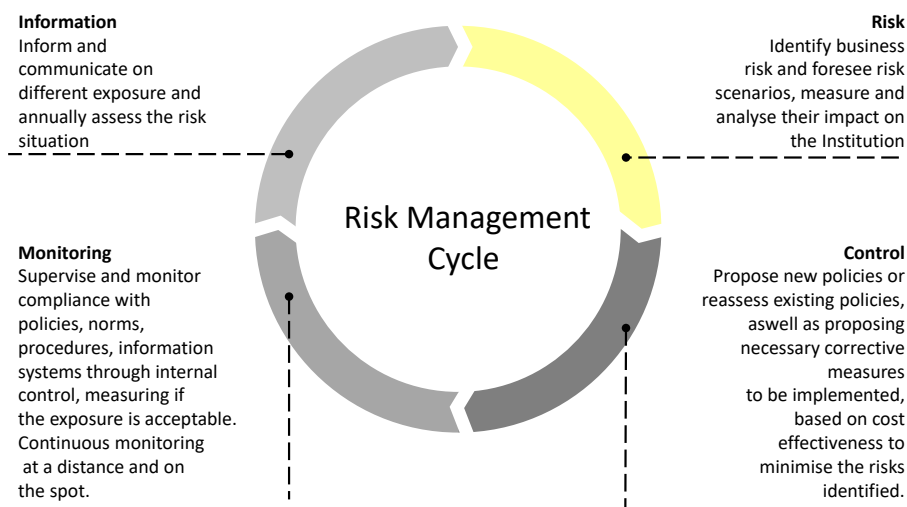 Information
Inform and
communicate on
different exposure and
annually assess the risk
situation
Risk
Identify business
risk and foresee risk
scenarios, measure and
analyse their impact on
the Institution
Risk Management
Cycle
Monitoring
Supervise and monitor
compliance with
policies, norms,
procedures, information
systems through internal
control, measuring if
the exposure is acceptable.
Continuous monitoring
at a distance and on
the spot.
Control
Propose new policies or
reassess existing policies,
aswell as proposing
necessary corrective
measures
to be implemented,
based on cost
effectiveness to
minimise the risks
identified.